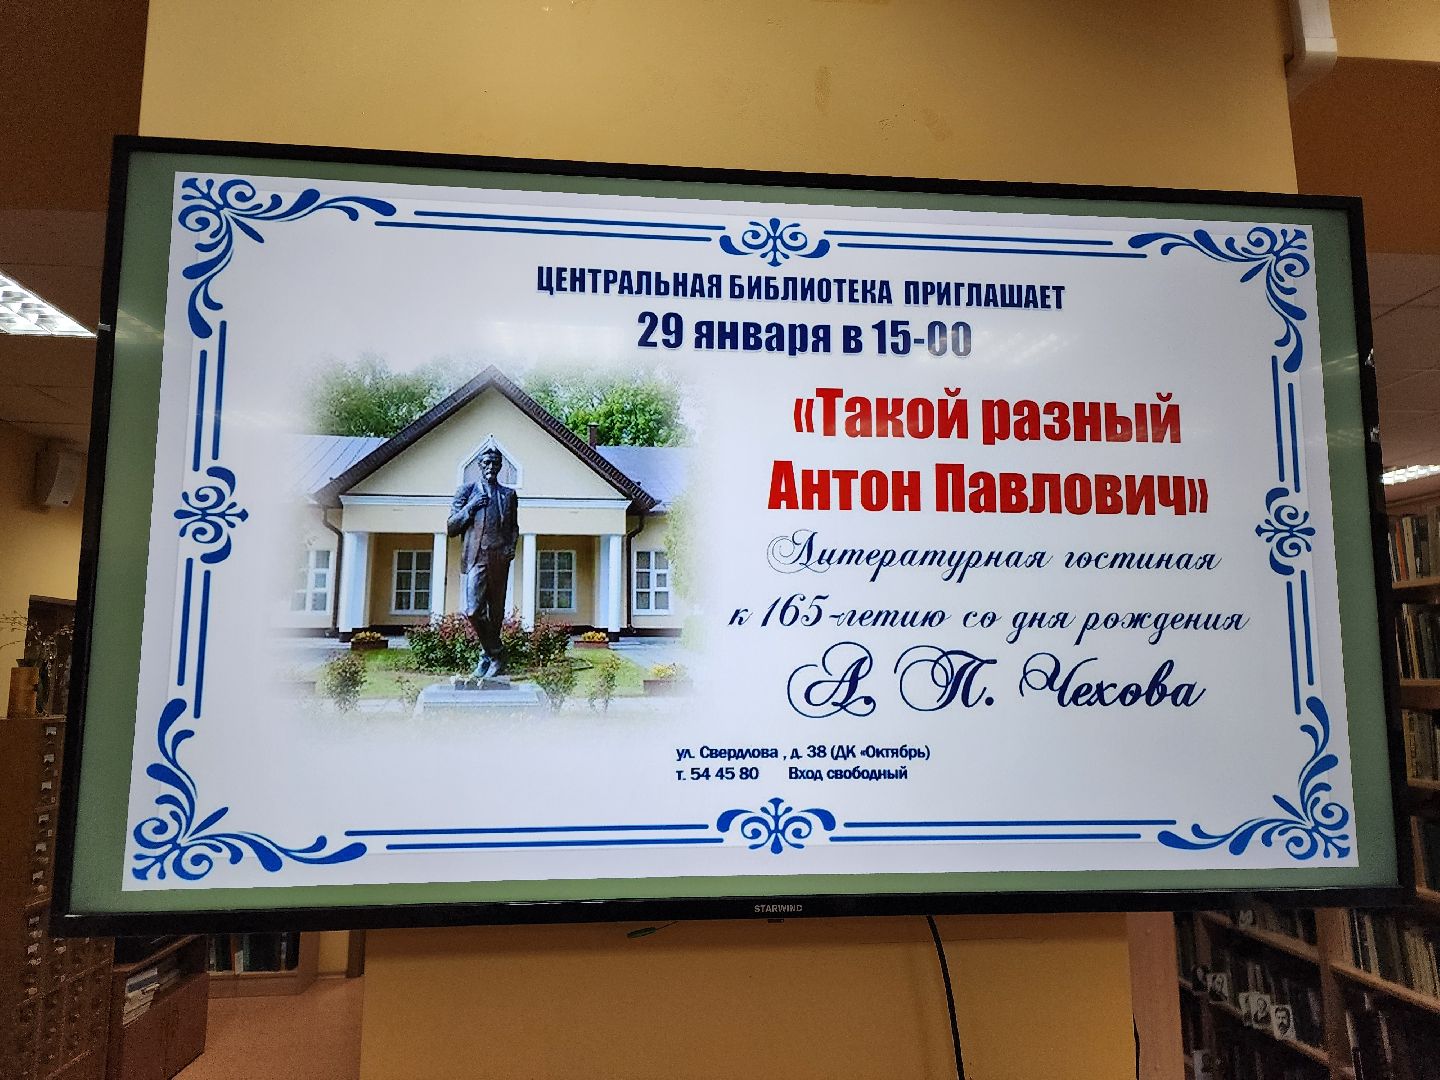 ЦЕНТРАЛЬНАЯ БИБЛИОТЕКА ПРИГЛАШАЕТ
29 января в 15-00
«Такой разный
Антон Павлович»
Литературная гостиная
к 165-летию со дня рождения
А. П. Чехова
ул. Свердлова , д. 38 (ДК «Октябрь)
т. 54 45 80 Вход свободный
STARWIND